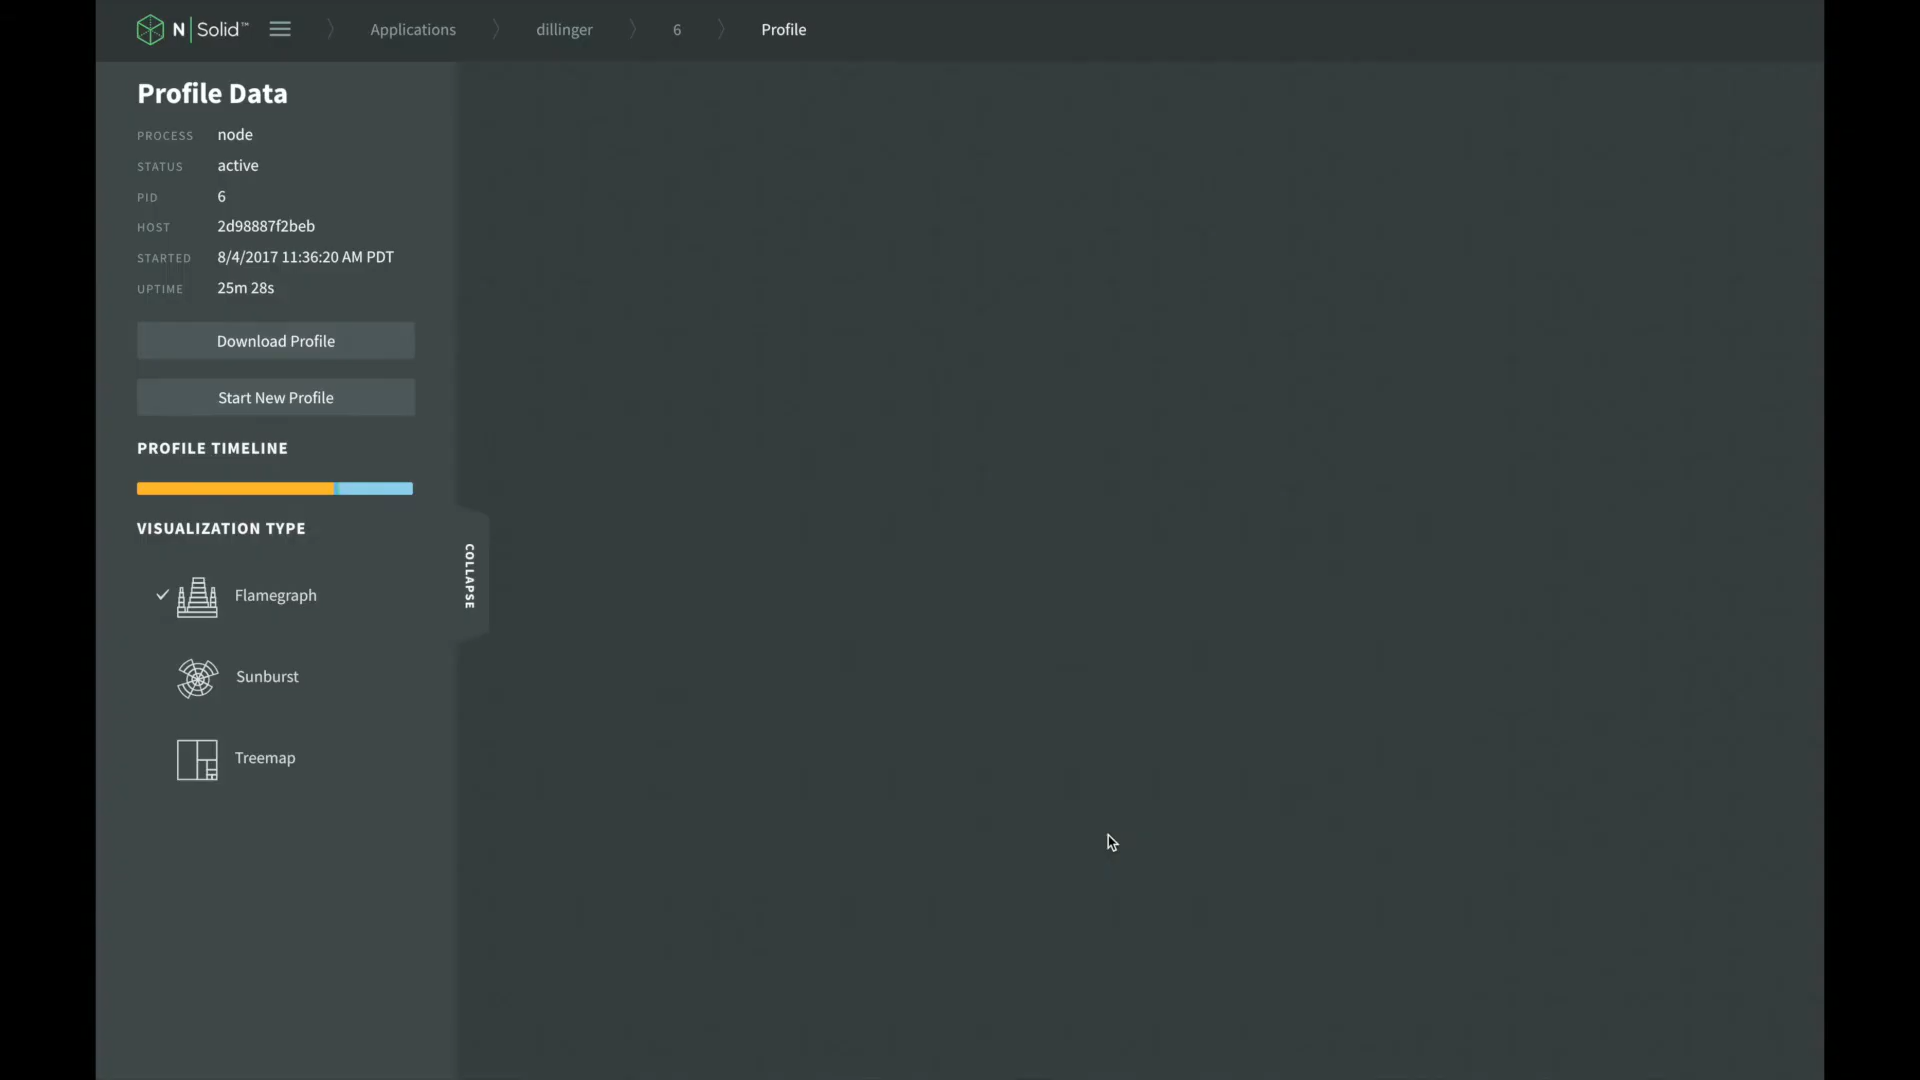 N Solid™ Applications dillinger 6 Profile
Profile Data
PROCESS node
STATUS active
PID 6
HOST 2d98887f2beb
STARTED 8/4/2017 11:36:20 AM PDT
UPTIME 25m 28s
Download Profile
Start New Profile
PROFILE TIMELINE
VISUALIZATION TYPE
COLLAPSE
Flamegraph
Sunburst
Treemap